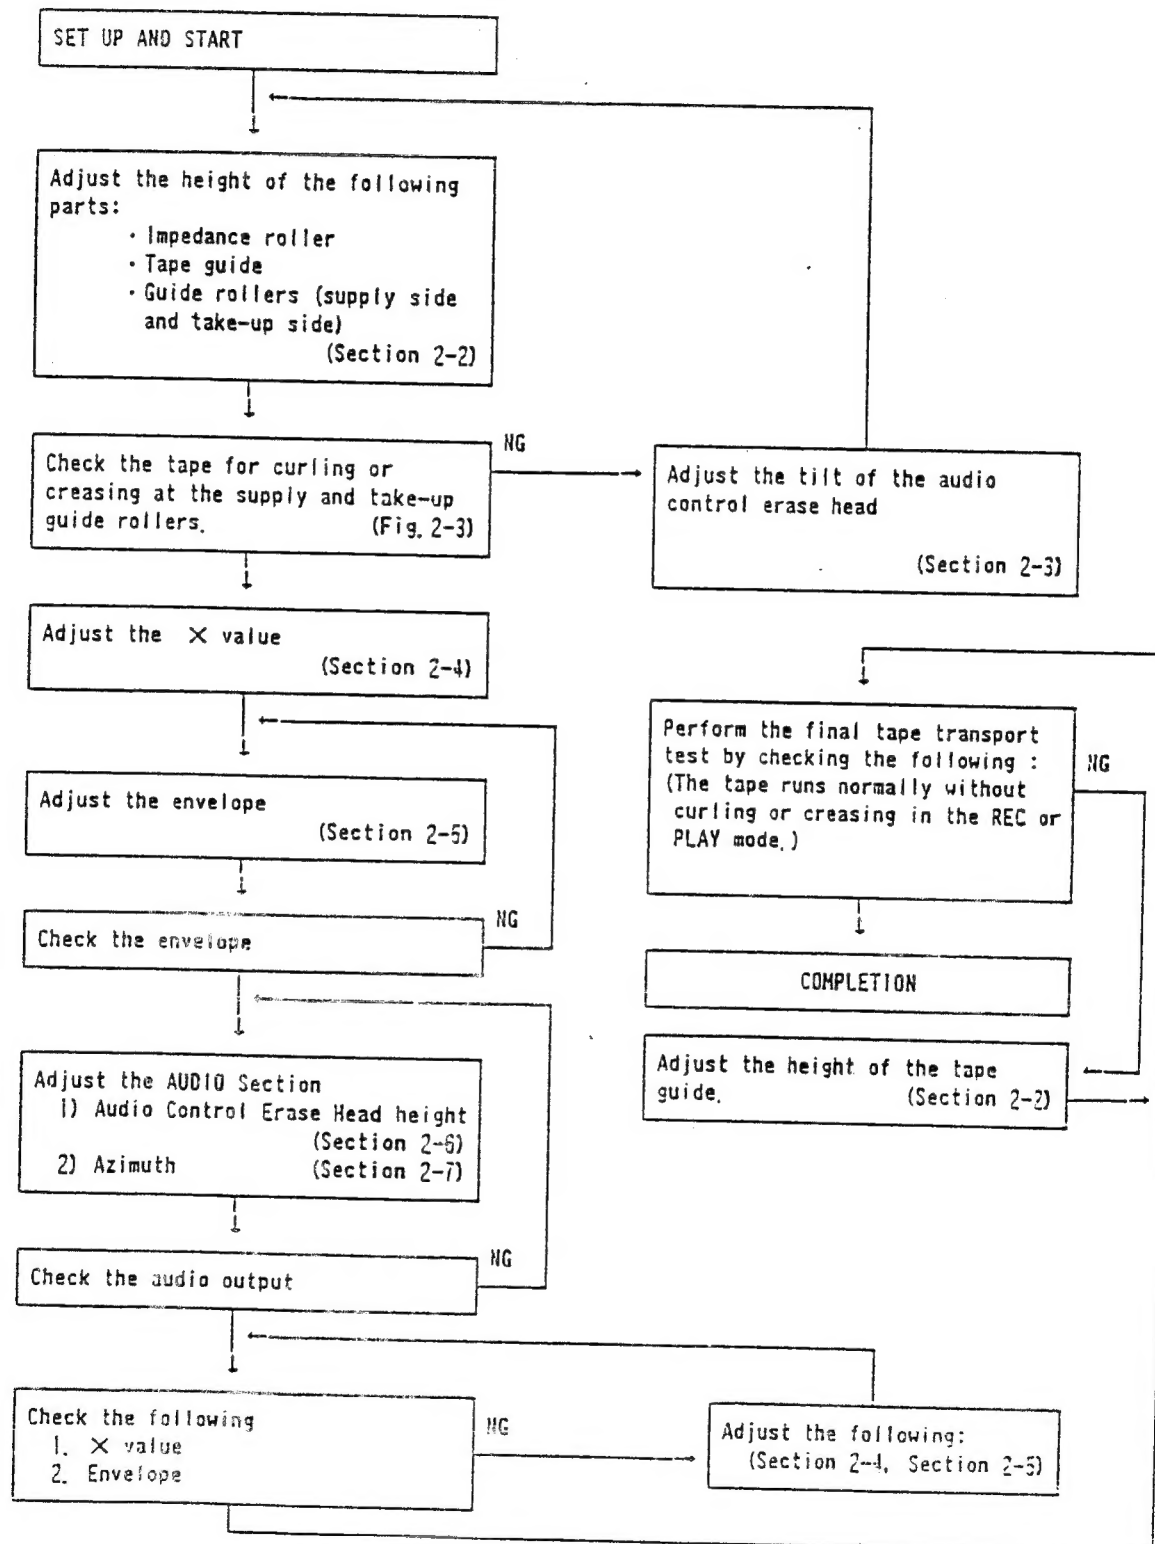 SET UP AND START
Adjust the height of the following
parts:
· Impedance roller
· Tape guide
· Guide rollers (supply side
and take-up side)
(Section 2-2)
NG
Check the tape for curling or
creasing at the supply and take-up
guide rollers. (Fig. 2-3)
Adjust the tilt of the audio
control erase head
(Section 2-3)
Adjust the X value
(Section 2-4)
Adjust the envelope
(Section 2-5)
NG
Check the envelope
Adjust the AUDIO Section
1) Audio Control Erase Head height
(Section 2-6)
2) Azimuth (Section 2-7)
NG
Check the audio output
Check the following
1. X value
2. Envelope
NG
Adjust the following:
(Section 2-4, Section 2-5)
Perform the final tape transport
test by checking the following :
(The tape runs normally without
curling or creasing in the REC or
PLAY mode.)
NG
COMPLETION
Adjust the height of the tape
guide. (Section 2-2)